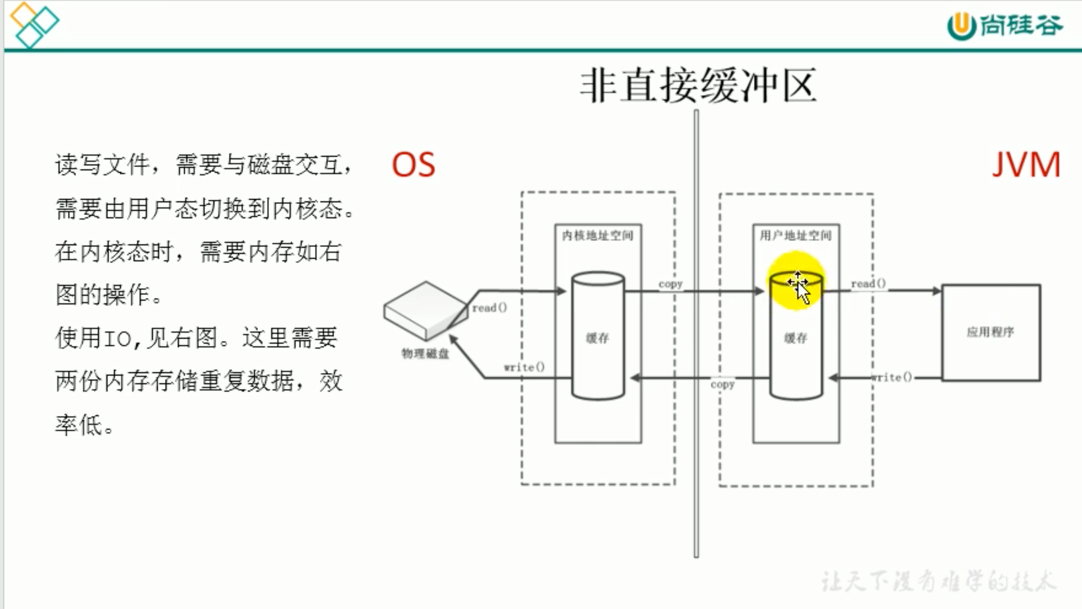 尚硅谷
非直接缓冲区
读写文件，需要与磁盘交互，
需要由用户态切换到内核态。
在内核态时，需要内存如右
图的操作。
使用IO,见右图。这里需要
两份内存存储重复数据，效
率低。
OS
JVM
内核地址空间
用户地址空间
copy
read()
read()
物理磁盘
缓存
缓存
应用程序
write()
copy
write()
让天下没有难学的技术